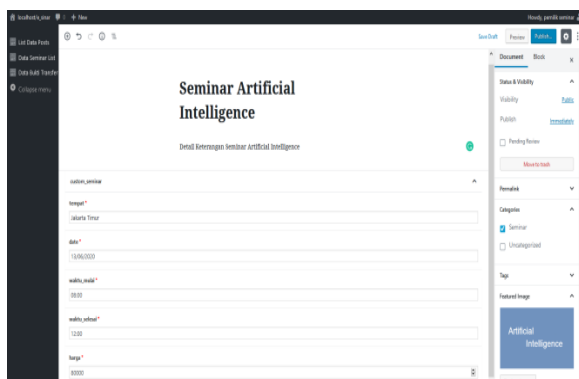 localhost/e_sinar
+ New
Howdy, pemilik seminar
List Data Posts
Data Seminar List
Data Bukti Transfer
Collapse menu
Save Draft
Preview
Publish...
Seminar Artificial
Intelligence
Detail Keterangan Seminar Artificial Intelligence
custom_seminar
tempat *
Jakarta Timur
date *
13/06/2020
waktu_mulai *
08.00
waktu_selesai *
12.00
harga *
80000
Document Block
Status & Visibility
Visibility Public
Publish Immediately
Pending Review
Move to trash
Permalink
Categories
Seminar
Uncategorized
Tags
Featured Image
Artificial
Intelligence